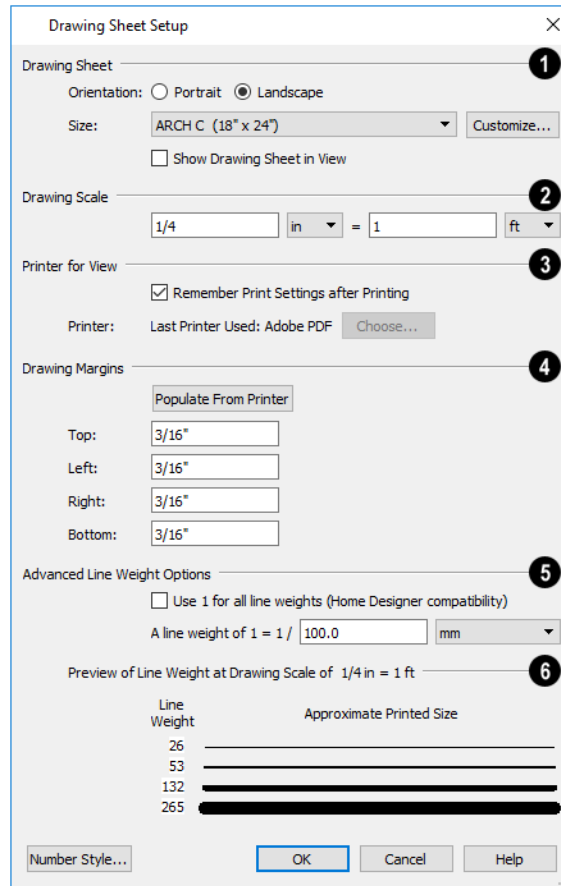 Drawing Sheet Setup
Drawing Sheet 1
Orientation: Portrait Landscape
Size: ARCH C (18" x 24") Customize...
Show Drawing Sheet in View
Drawing Scale 2
1/4 in = 1 ft
Printer for View 3
Remember Print Settings after Printing
Printer: Last Printer Used: Adobe PDF Choose...
Drawing Margins 4
Populate From Printer
Top: 3/16"
Left: 3/16"
Right: 3/16"
Bottom: 3/16"
Advanced Line Weight Options 5
Use 1 for all line weights (Home Designer compatibility)
A line weight of 1 = 1 / 100.0 mm
Preview of Line Weight at Drawing Scale of 1/4 in = 1 ft 6
Line
Weight
Approximate Printed Size
26
53
132
265
Number Style... OK Cancel Help